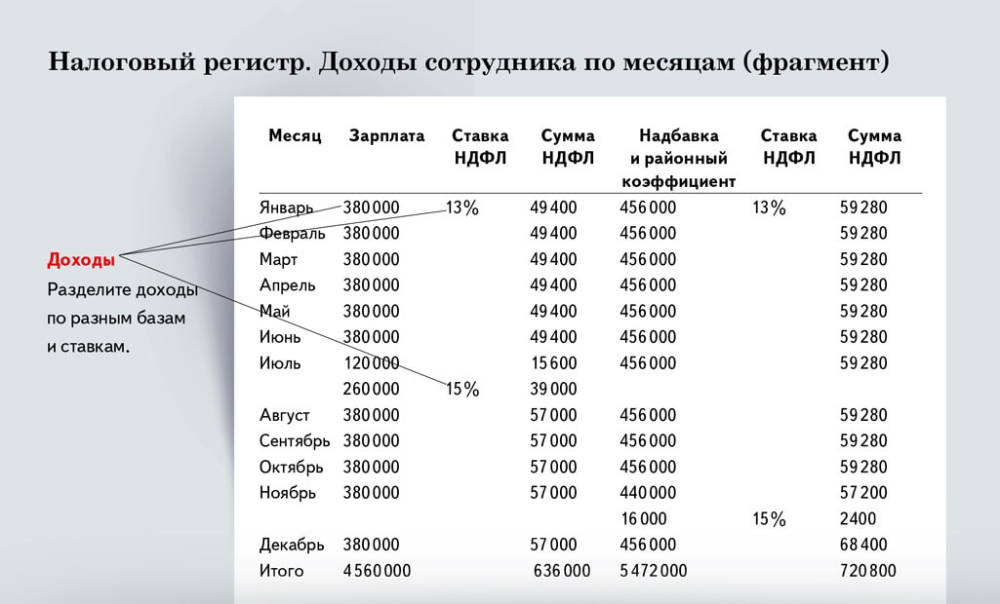 Налоговый регистр. Доходы сотрудника по месяцам (фрагмент)
Месяц Зарплата Ставка НДФЛ Сумма НДФЛ Надбавка и районный коэффициент Ставка НДФЛ Сумма НДФЛ
Январь 380 000 13% 49 400 456 000 13% 59 280
Февраль 380 000 49 400 456 000 59 280
Март 380 000 49 400 456 000 59 280
Апрель 380 000 49 400 456 000 59 280
Май 380 000 49 400 456 000 59 280
Июнь 380 000 49 400 456 000 59 280
Июль 120 000 15 600 456 000 59 280
260 000 15% 39 000
Август 380 000 57 000 456 000 59 280
Сентябрь 380 000 57 000 456 000 59 280
Октябрь 380 000 57 000 456 000 59 280
Ноябрь 380 000 57 000 440 000 57 200
16 000 15% 2400
Декабрь 380 000 57 000 456 000 68 400
Итого 4 560 000 636 000 5 472 000 720 800
Доходы
Разделите доходы
по разным базам
и ставкам.